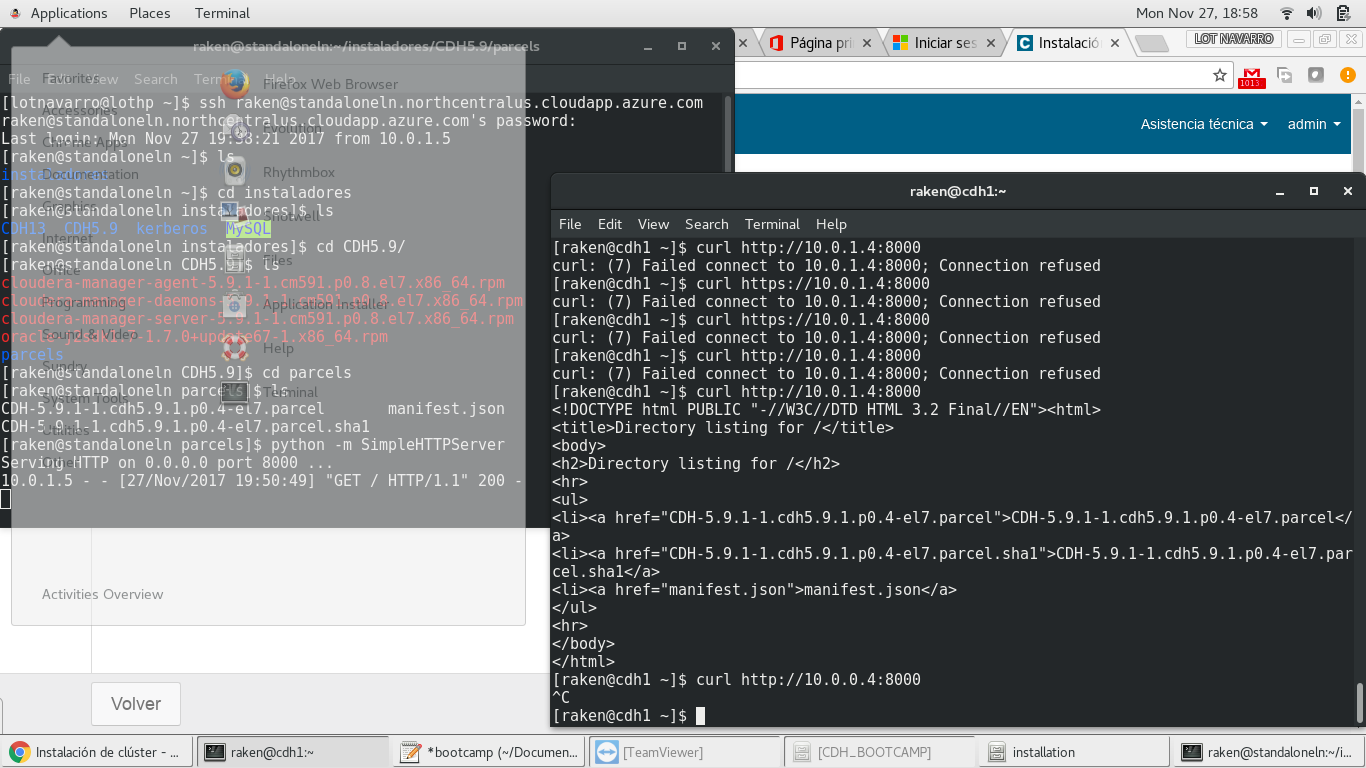 Applications Places Terminal Mon Nov 27, 18:58
raken@standaloneln:~/instaladores/CDH5.9/parcels
Página pri
Iniciar ses
Instalació
LOT NAVARRO
File Edit View Search Terminal Help
1013
Asistencia técnica admin
[lotnavarro@lothp ~]$ ssh raken@standaloneln.northcentralus.cloudapp.azure.com
raken@standaloneln.northcentralus.cloudapp.azure.com's password:
Last login: Mon Nov 27 19:38:21 2017 from 10.0.1.5
[raken@standaloneln ~]$ ls
instaladores
[raken@standaloneln ~]$ cd instaladores
[raken@standaloneln instaladores]$ ls
CDH13 CDH5.9 kerberos MySQL
[raken@standaloneln instaladores]$ cd CDH5.9/
[raken@standaloneln CDH5.9]$ ls
cloudera-manager-agent-5.9.1-1.cm591.p0.8.el7.x86_64.rpm
cloudera-manager-daemons-5.9.1-1.cm591.p0.8.el7.x86_64.rpm
cloudera-manager-server-5.9.1-1.cm591.p0.8.el7.x86_64.rpm
oracle-j2sdk1.7-1.7.0+update67-1.x86_64.rpm
parcels
[raken@standaloneln CDH5.9]$ cd parcels
[raken@standaloneln parcels]$ ls
CDH-5.9.1-1.cdh5.9.1.p0.4-el7.parcel manifest.json
CDH-5.9.1-1.cdh5.9.1.p0.4-el7.parcel.sha1
[raken@standaloneln parcels]$ python -m SimpleHTTPServer
Serving HTTP on 0.0.0.0 port 8000 ...
10.0.1.5 - - [27/Nov/2017 19:50:49] "GET / HTTP/1.1" 200 -
Favorites
Accessories
Chrome Apps
Documentation
Graphics
Internet
Office
Programming
Sound & Video
Sundry
System Tools
Utilities
Other
Activities Overview
Firefox Web Browser
Evolution
Rhythmbox
Shotwell
Files
Application Installer
Help
Terminal
raken@cdh1:~
File Edit View Search Terminal Help
[raken@cdh1 ~]$ curl http://10.0.1.4:8000
curl: (7) Failed connect to 10.0.1.4:8000; Connection refused
[raken@cdh1 ~]$ curl https://10.0.1.4:8000
curl: (7) Failed connect to 10.0.1.4:8000; Connection refused
[raken@cdh1 ~]$ curl https://10.0.1.4:8000
curl: (7) Failed connect to 10.0.1.4:8000; Connection refused
[raken@cdh1 ~]$ curl http://10.0.1.4:8000
curl: (7) Failed connect to 10.0.1.4:8000; Connection refused
[raken@cdh1 ~]$ curl http://10.0.1.4:8000
<!DOCTYPE html PUBLIC "-//W3C//DTD HTML 3.2 Final//EN"><html>
<title>Directory listing for /</title>
<body>
<h2>Directory listing for /</h2>
<hr>
<ul>
<li><a href="CDH-5.9.1-1.cdh5.9.1.p0.4-el7.parcel">CDH-5.9.1-1.cdh5.9.1.p0.4-el7.parcel</
a>
<li><a href="CDH-5.9.1-1.cdh5.9.1.p0.4-el7.parcel.sha1">CDH-5.9.1-1.cdh5.9.1.p0.4-el7.par
cel.sha1</a>
<li><a href="manifest.json">manifest.json</a>
</ul>
<hr>
</body>
</html>
[raken@cdh1 ~]$ curl http://10.0.0.4:8000
^C
[raken@cdh1 ~]$
Volver
Instalación de clúster - ...
raken@cdh1:~
*bootcamp (~/Documen...
[TeamViewer]
[CDH_BOOTCAMP]
installation
raken@standaloneln:~/i...